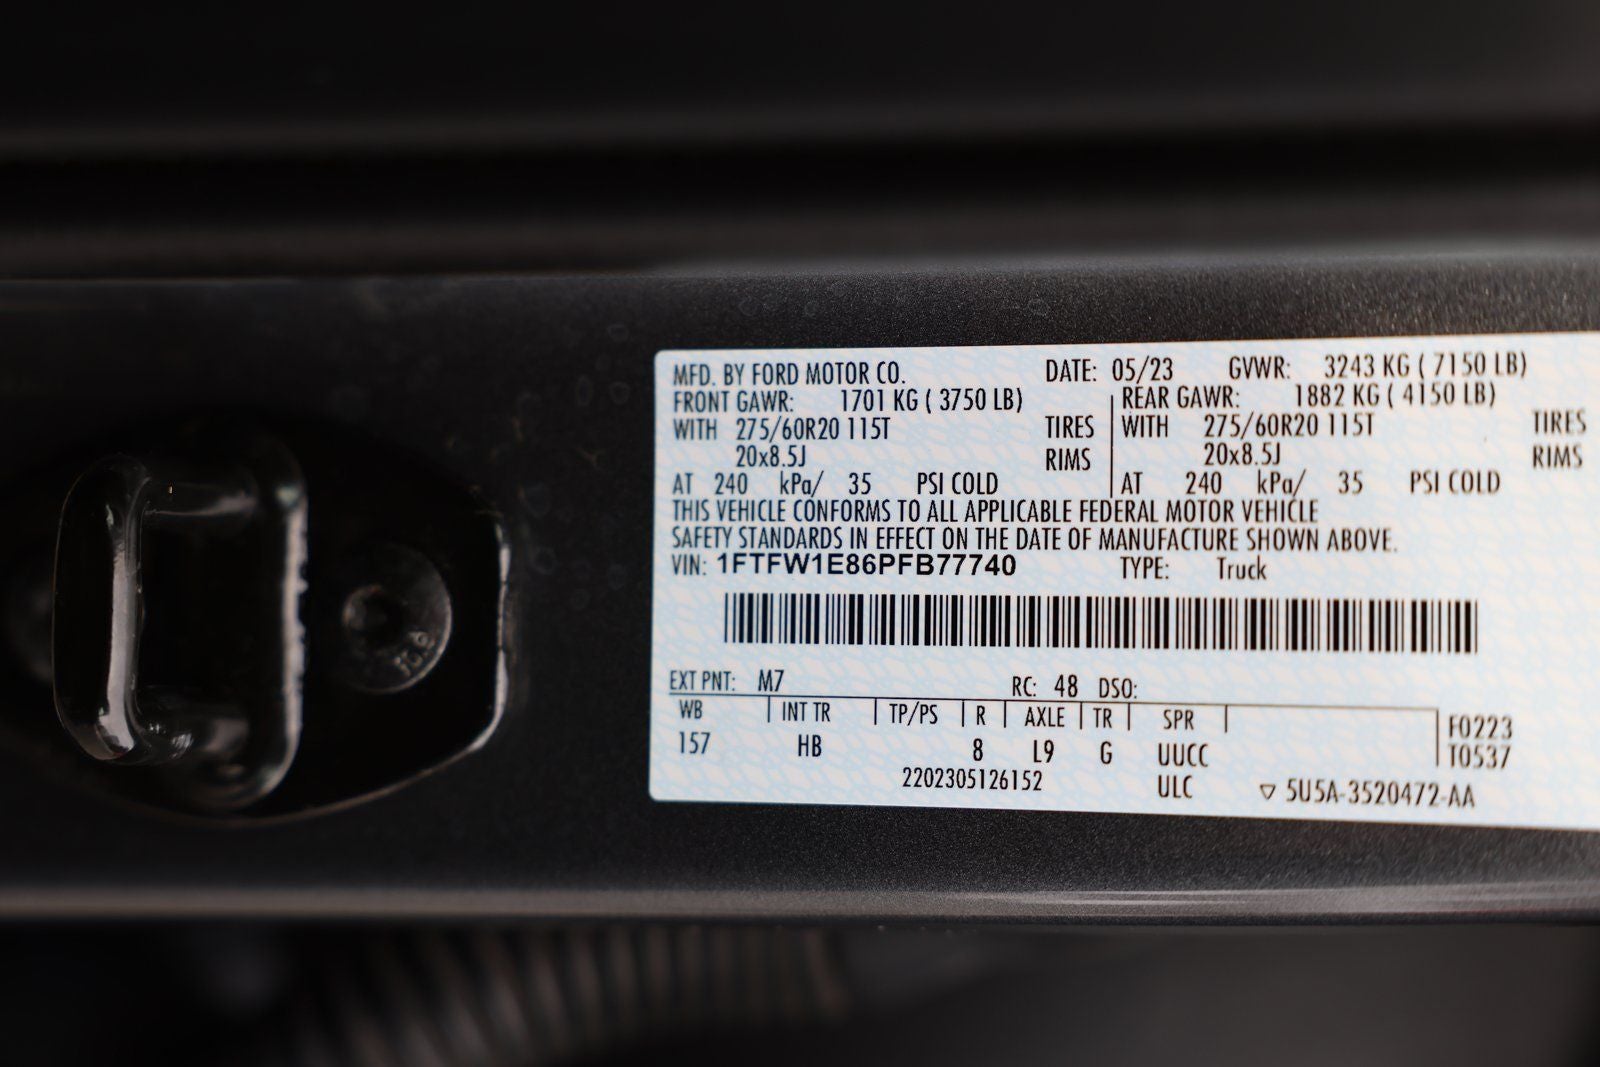 MFD. BY FORD MOTOR CO. DATE: 05/23 GVWR: 3243 KG ( 7150 LB)
FRONT GAWR: 1701 KG ( 3750 LB) REAR GAWR: 1882 KG ( 4150 LB)
WITH 275/60R20 115T TIRES WITH 275/60R20 115T TIRES
20x8.5J RIMS 20x8.5J RIMS
AT 240 kPa/ 35 PSI COLD AT 240 kPa/ 35 PSI COLD
THIS VEHICLE CONFORMS TO ALL APPLICABLE FEDERAL MOTOR VEHICLE
SAFETY STANDARDS IN EFFECT ON THE DATE OF MANUFACTURE SHOWN ABOVE.
VIN: 1FTFW1E86PFB77740 TYPE: Truck
EXT PNT: M7 RC: 48 DSO:
WB INT TR TP/PS R AXLE TR SPR F0223
157 HB 8 L9 G UUCC T0537
2202305126152 ULC ▽ 5U5A-3520472-AA